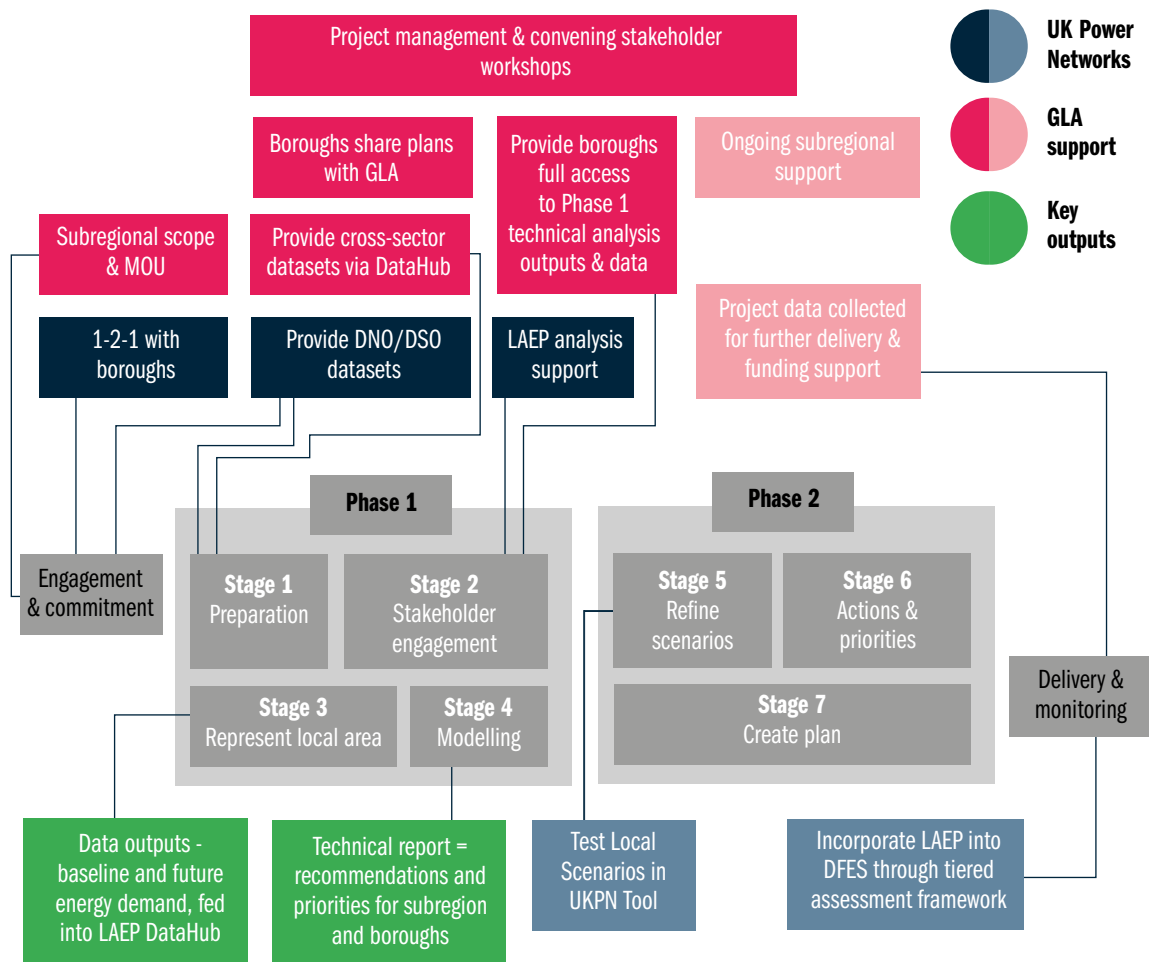 Project management & convening stakeholder
workshops
UK Power
Networks
GLA
support
Key
outputs
Boroughs share plans
with GLA
Provide boroughs
full access
to Phase 1
technical analysis
outputs & data
Ongoing subregional
support
Subregional scope
& MOU
Provide cross-sector
datasets via DataHub
Project data collected
for further delivery &
funding support
1-2-1 with
boroughs
Provide DNO/DSO
datasets
LAEP analysis
support
Phase 1
Phase 2
Engagement
& commitment
Stage 1
Preparation
Stage 2
Stakeholder
engagement
Stage 3
Represent local area
Stage 4
Modelling
Stage 5
Refine
scenarios
Stage 6
Actions &
priorities
Stage 7
Create plan
Delivery &
monitoring
Data outputs -
baseline and future
energy demand, fed
into LAEP DataHub
Technical report =
recommendations and
priorities for subregion
and boroughs
Test Local
Scenarios in
UKPN Tool
Incorporate LAEP into
DFES through tiered
assessment framework